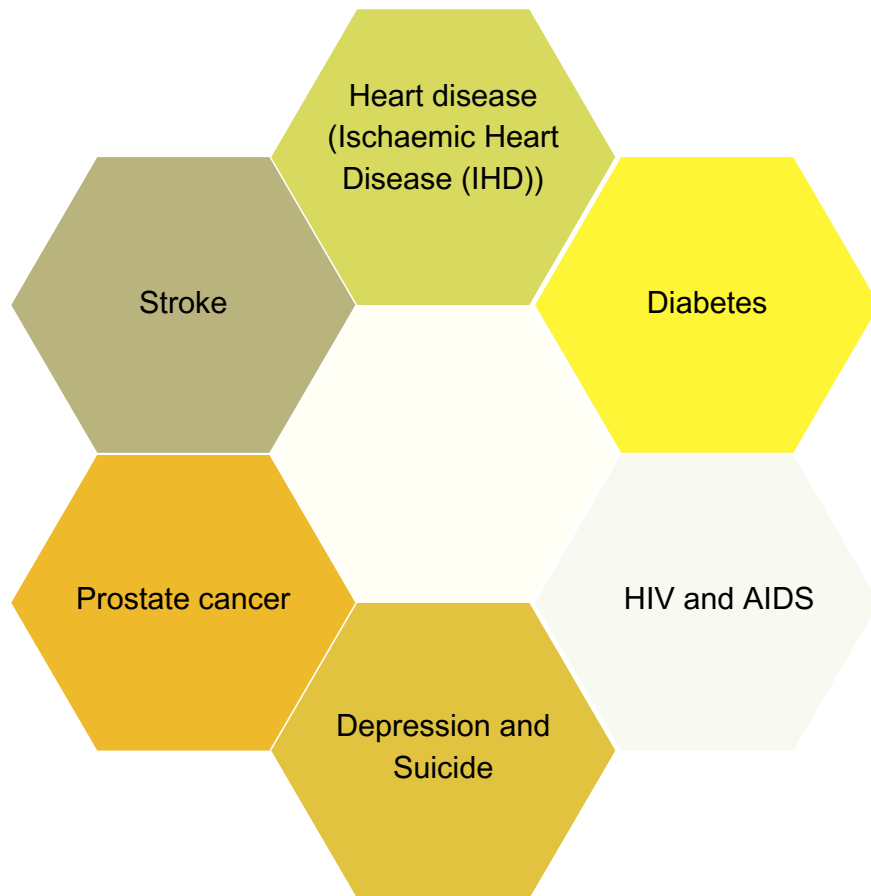 Heart disease
(Ischaemic Heart
Disease (IHD))
Stroke
Diabetes
Prostate cancer
HIV and AIDS
Depression and
Suicide